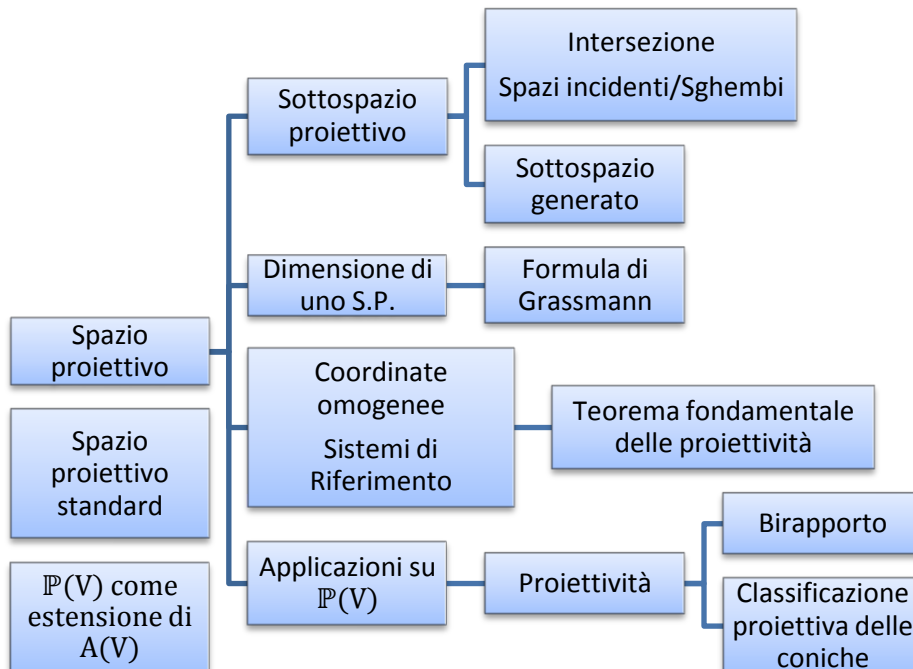 Intersezione
Spazi incidenti/Sghembi
Sottospazio
proiettivo
Sottospazio
generato
Dimensione di
uno S.P.
Formula di
Grassmann
Spazio
proiettivo
Coordinate
omogenee
Sistemi di
Riferimento
Teorema fondamentale
delle proiettività
Spazio
proiettivo
standard
Applicazioni su
ℙ(V)
Proiettività
Birapporto
Classificazione
proiettiva delle
coniche
ℙ(V) come
estensione di
A(V)